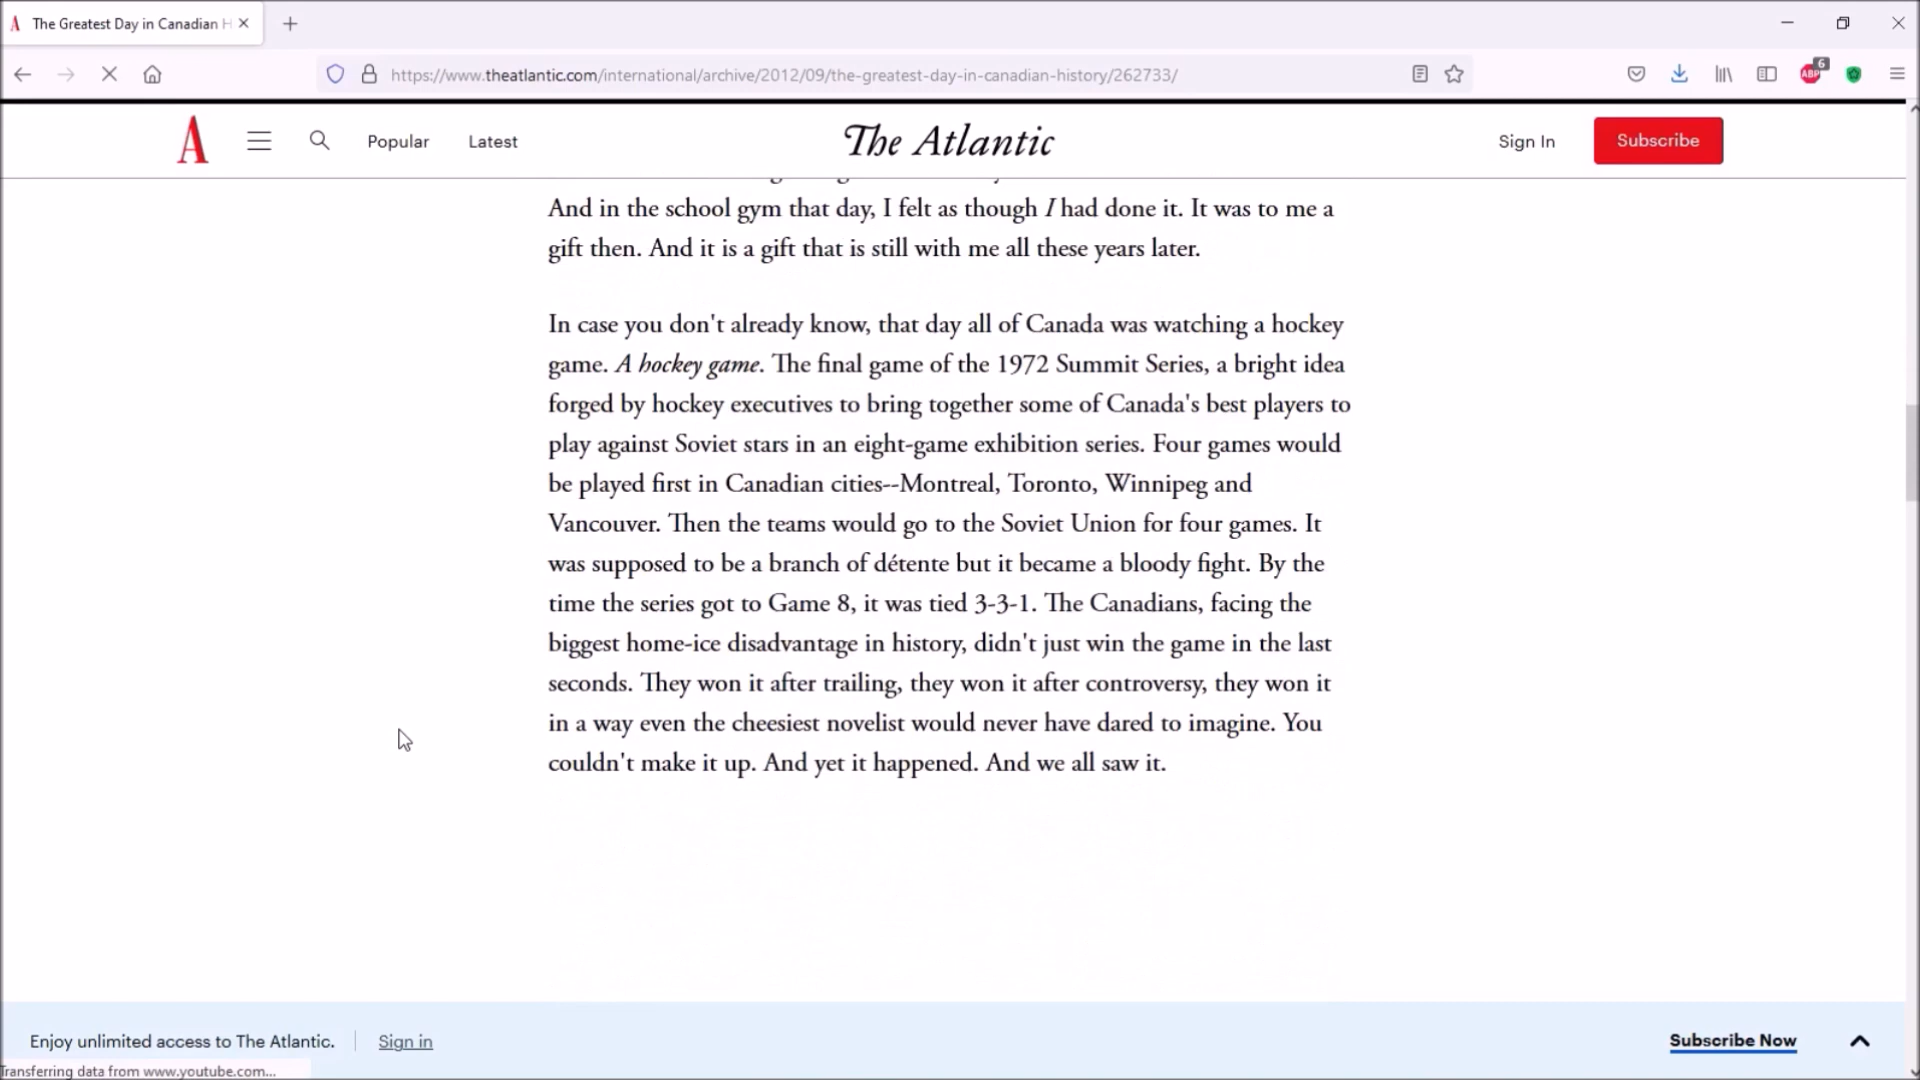 The Greatest Day in Canadian H
https://www.theatlantic.com/international/archive/2012/09/the-greatest-day-in-canadian-history/262733/
ABP
6
A
Popular
Latest
The Atlantic
Sign In
Subscribe
And in the school gym that day, I felt as though I had done it. It was to me a
gift then. And it is a gift that is still with me all these years later.
In case you don't already know, that day all of Canada was watching a hockey
game. A hockey game. The final game of the 1972 Summit Series, a bright idea
forged by hockey executives to bring together some of Canada's best players to
play against Soviet stars in an eight-game exhibition series. Four games would
be played first in Canadian cities--Montreal, Toronto, Winnipeg and
Vancouver. Then the teams would go to the Soviet Union for four games. It
was supposed to be a branch of détente but it became a bloody fight. By the
time the series got to Game 8, it was tied 3-3-1. The Canadians, facing the
biggest home-ice disadvantage in history, didn't just win the game in the last
seconds. They won it after trailing, they won it after controversy, they won it
in a way even the cheesiest novelist would never have dared to imagine. You
couldn't make it up. And yet it happened. And we all saw it.
Enjoy unlimited access to The Atlantic.
Sign in
Subscribe Now
Transferring data from www.youtube.com...